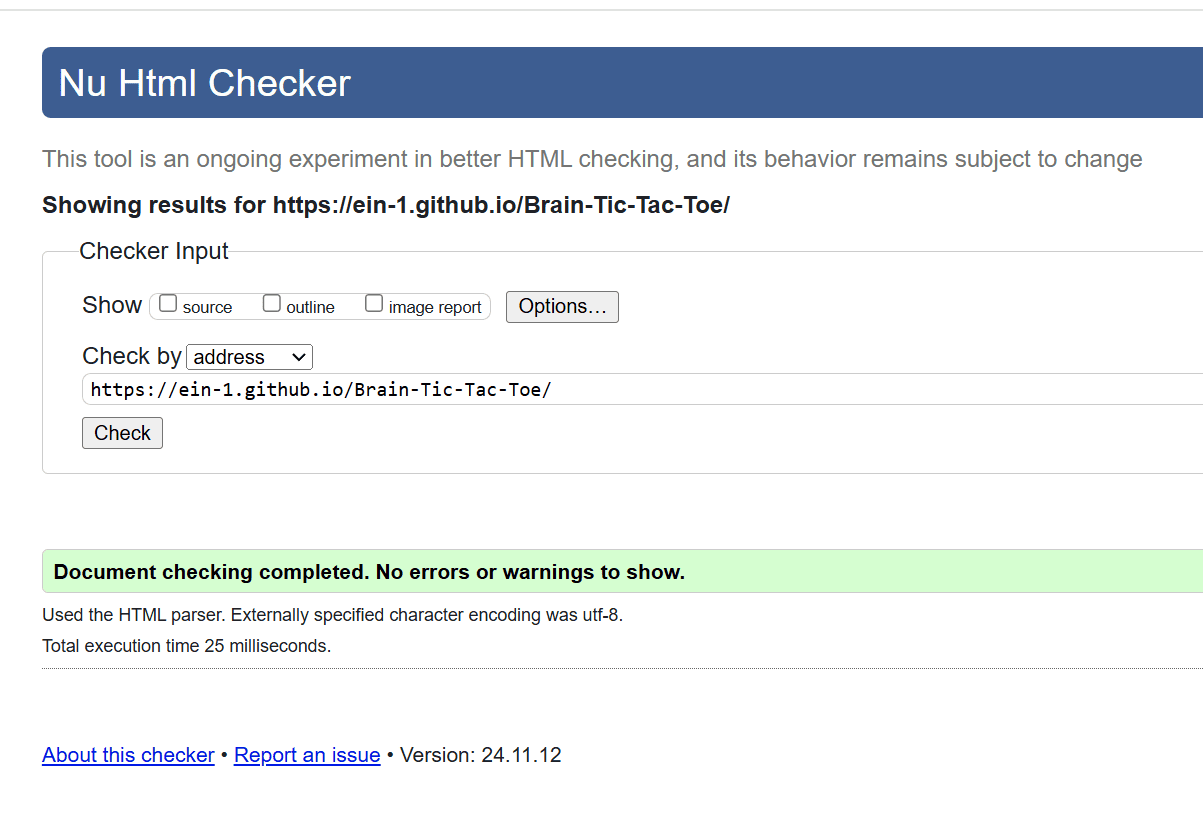 Nu Html Checker
This tool is an ongoing experiment in better HTML checking, and its behavior remains subject to change
Showing results for https://ein-1.github.io/Brain-Tic-Tac-Toe/
Checker Input
Show source outline image report Options...
Check by address
https://ein-1.github.io/Brain-Tic-Tac-Toe/
Check
Document checking completed. No errors or warnings to show.
Used the HTML parser. Externally specified character encoding was utf-8.
Total execution time 25 milliseconds.
About this checker • Report an issue • Version: 24.11.12